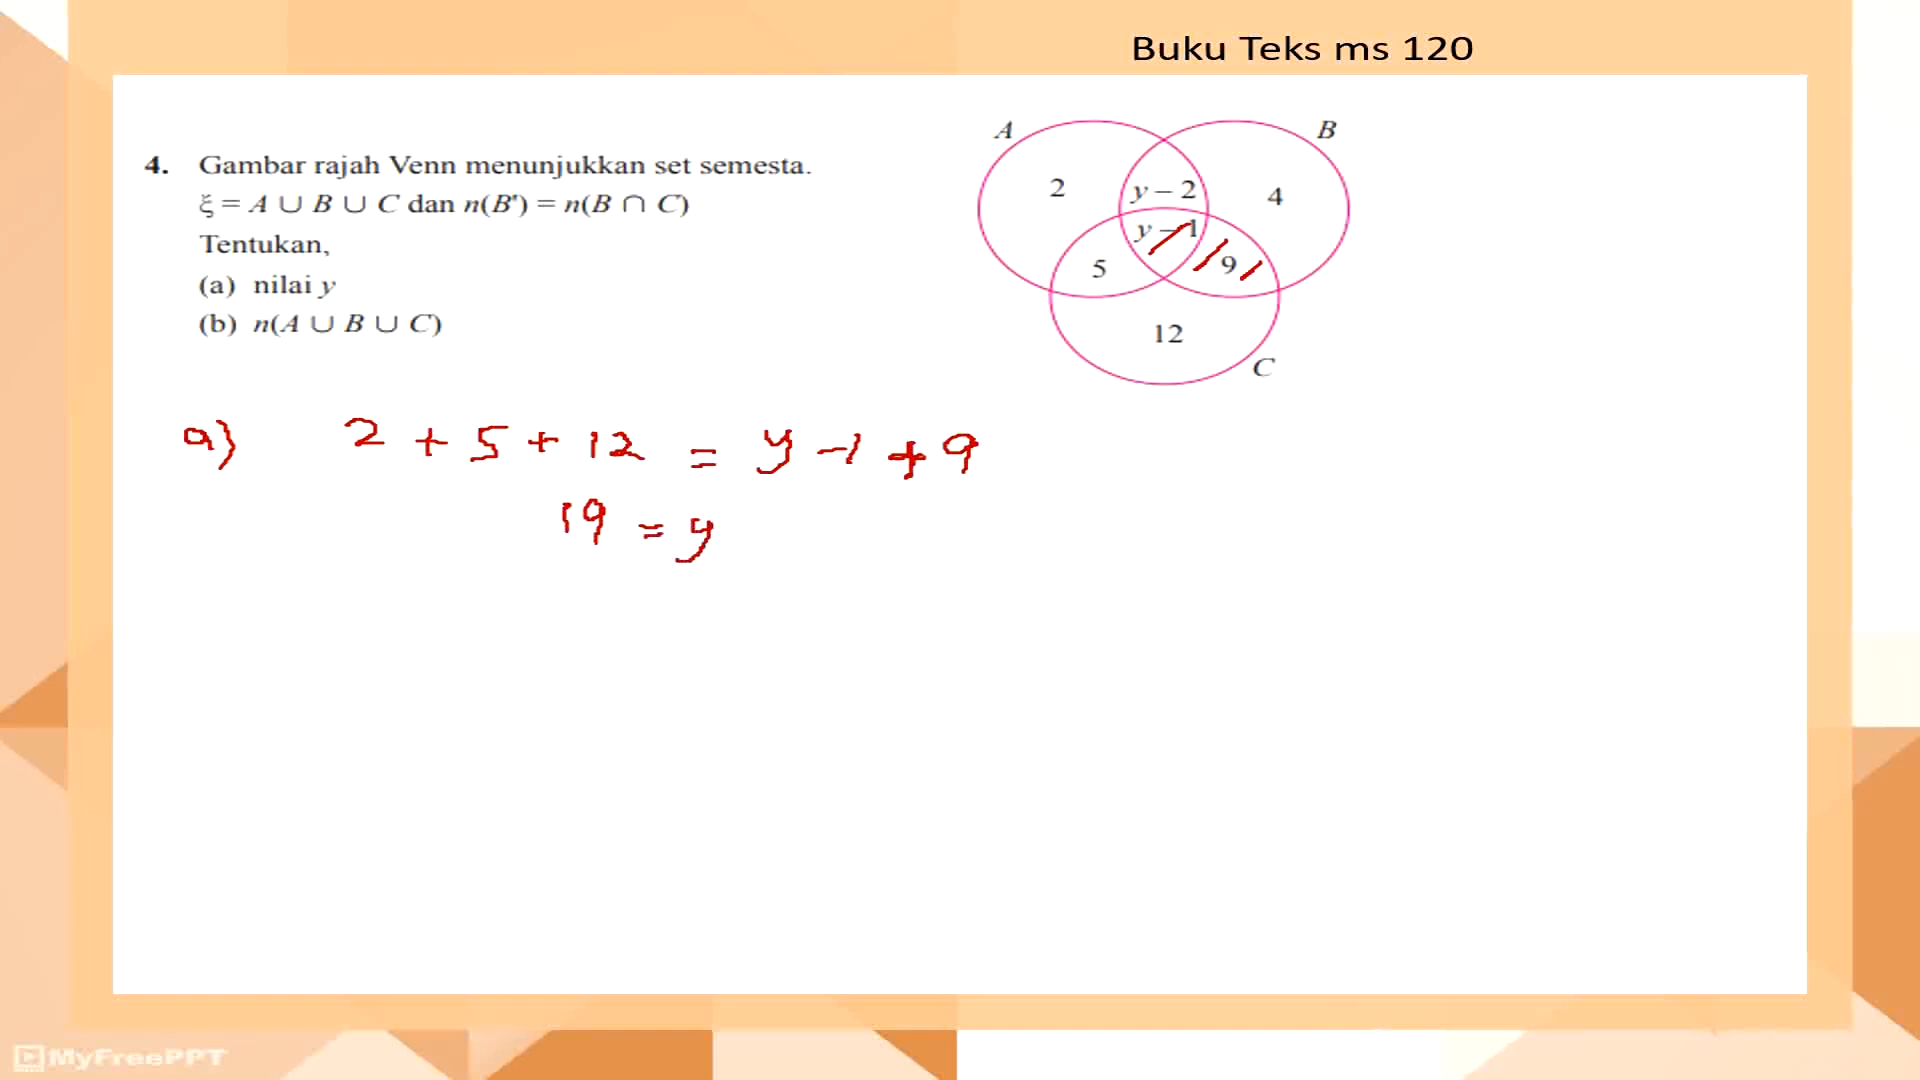 Buku Teks ms 120
4. Gambar rajah Venn menunjukkan set semesta.
ξ = A ∪ B ∪ C dan n(B') = n(B ∩ C)
Tentukan,
(a) nilai y
(b) n(A ∪ B ∪ C)
A
B
2
y – 2
4
y – 1
5
9
12
C
a) 2 + 5 + 12 = y - 1 + 9
19 = y
MyFreePPT